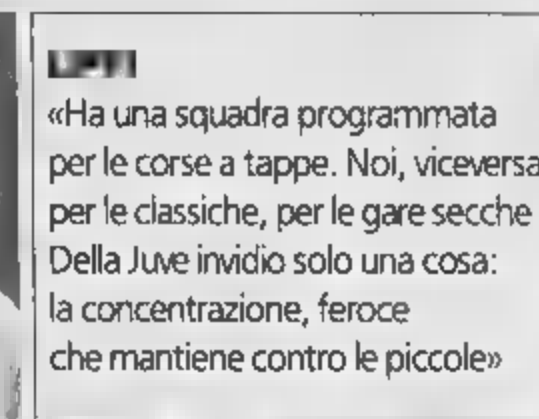 «Ha una squadra programmata
per le corse a tappe. Noi, viceversa
per le classiche, per le gare secche
Della Juve invidio solo una cosa:
la concentrazione, feroce
che mantiene contro le piccole»